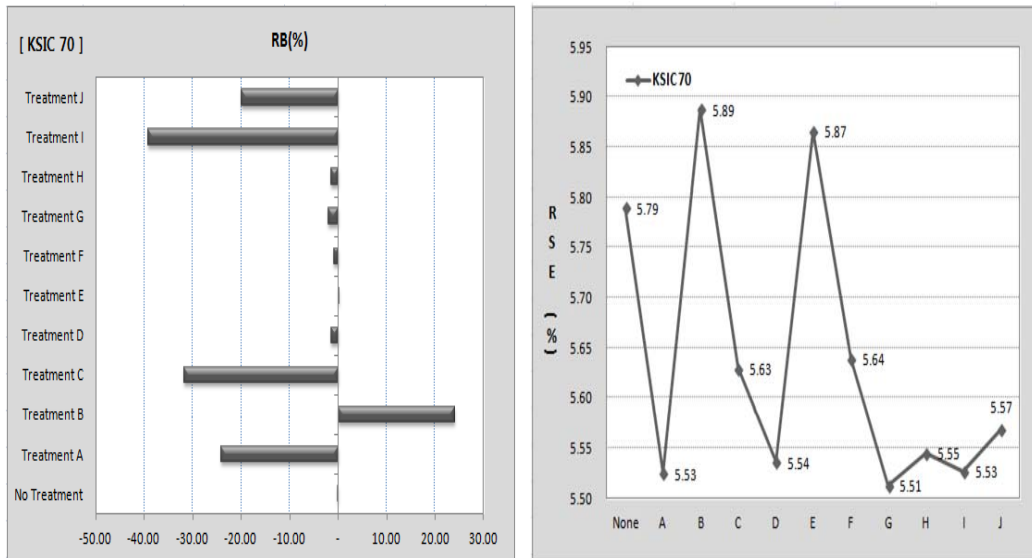 [ KSIC 70 ]
RB(%)
Treatment J
Treatment I
Treatment H
Treatment G
Treatment F
Treatment E
Treatment D
Treatment C
Treatment B
Treatment A
No Treatment
-50.00 -40.00 -30.00 -20.00 -10.00 - 10.00 20.00 30.00
RSE (%)
KSIC70
5.95
5.90
5.85
5.80
5.75
5.70
5.65
5.60
5.55
5.50
5.79
5.53
5.89
5.63
5.54
5.87
5.64
5.51
5.55
5.53
5.57
None A B C D E F G H I J